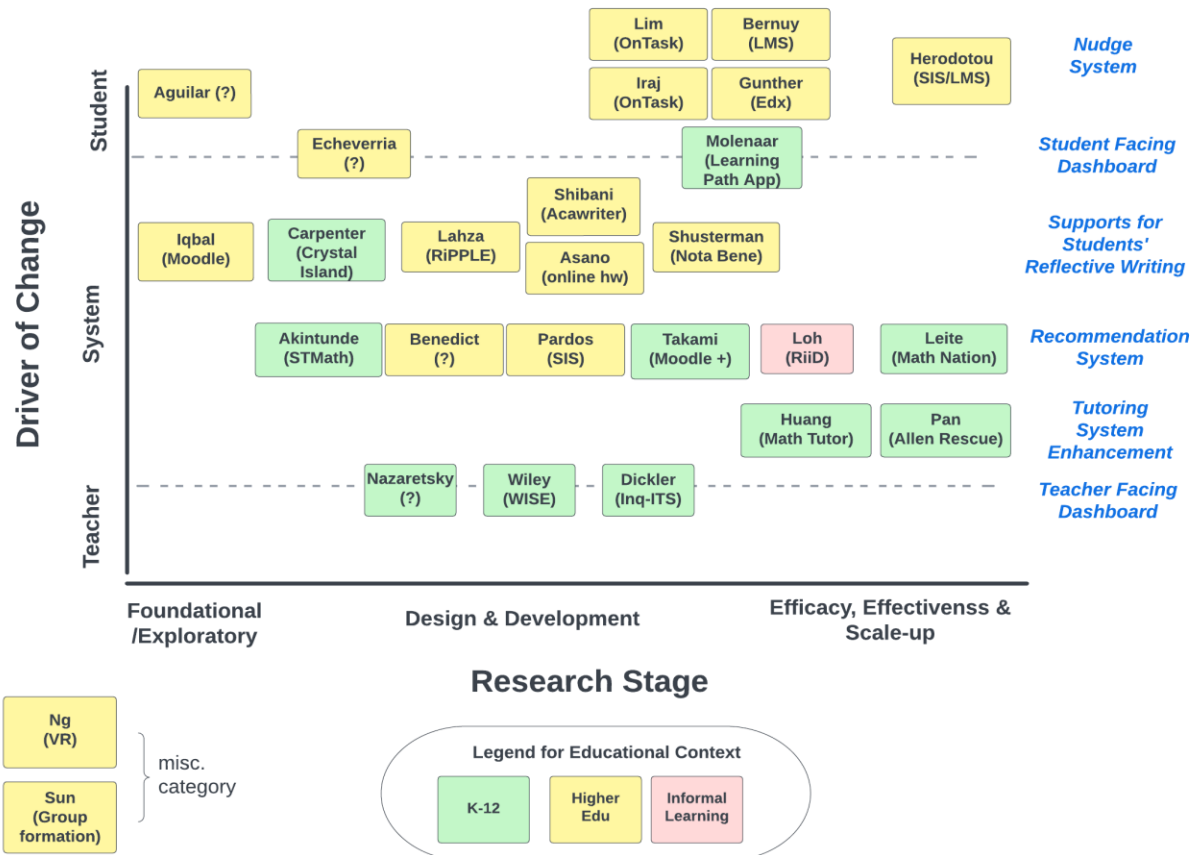 Lim
(OnTask)
Bernuy
(LMS)
Herodotou
(SIS/LMS)
Nudge
System
Aguilar (?)
Iraj
(OnTask)
Gunther
(Edx)
Student
Echeverria
(?)
Molenaar
(Learning
Path App)
Student Facing
Dashboard
Shibani
(Acawriter)
Iqbal
(Moodle)
Carpenter
(Crystal
Island)
Lahza
(RiPPLE)
Asano
(online hw)
Shusterman
(Nota Bene)
Supports for
Students'
Reflective Writing
Driver of Change
System
Akintunde
(STMath)
Benedict
(?)
Pardos
(SIS)
Takami
(Moodle +)
Loh
(RiiD)
Leite
(Math Nation)
Recommendation
System
Huang
(Math Tutor)
Pan
(Allen Rescue)
Tutoring
System
Enhancement
Teacher
Nazaretsky
(?)
Wiley
(WISE)
Dickler
(Inq-ITS)
Teacher Facing
Dashboard
Foundational
/Exploratory
Design & Development
Efficacy, Effectivenss &
Scale-up
Research Stage
Ng
(VR)
Sun
(Group
formation)
misc.
category
Legend for Educational Context
K-12
Higher
Edu
Informal
Learning